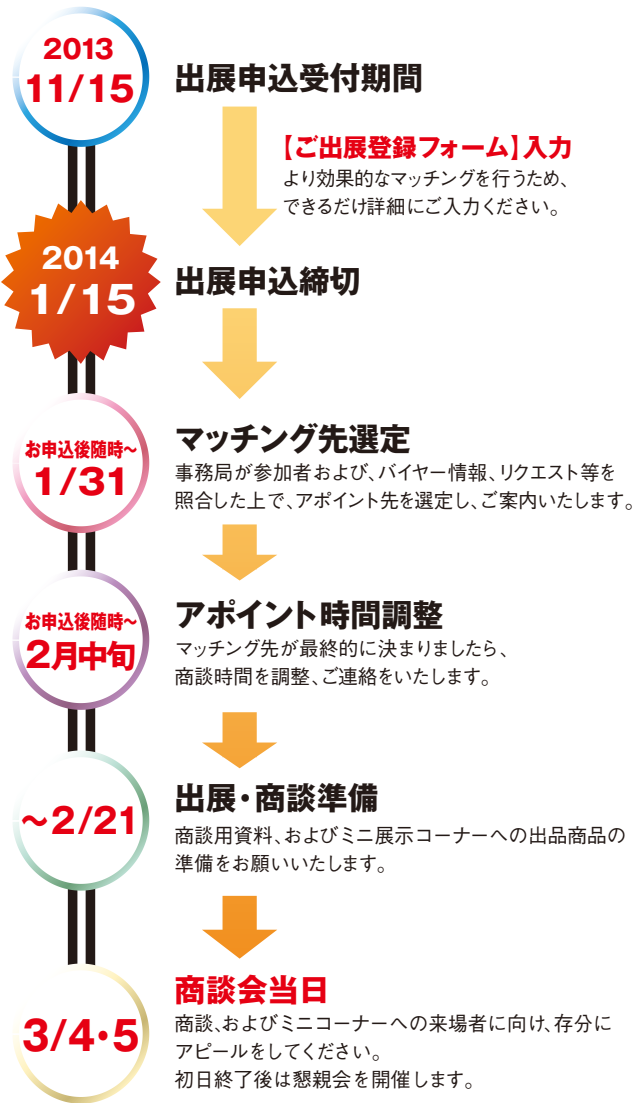 2013
11/15
出展申込受付期間
【ご出展登録フォーム】入力
より効果的なマッチングを行うため、
できるだけ詳細にご入力ください。
2014
1/15
出展申込締切
お申込後随時～
1/31
マッチング先選定
事務局が参加者および、バイヤー情報、リクエスト等を
照合した上で、アポイント先を選定し、ご案内いたします。
お申込後随時～
2月中旬
アポイント時間調整
マッチング先が最終的に決まりましたら、
商談時間を調整、ご連絡をいたします。
～2/21
出展・商談準備
商談用資料、およびミニ展示コーナーへの出品商品の
準備をお願いいたします。
3/4・5
商談会当日
商談、およびミニコーナーへの来場者に向け、存分に
アピールをしてください。
初日終了後は懇親会を開催します。